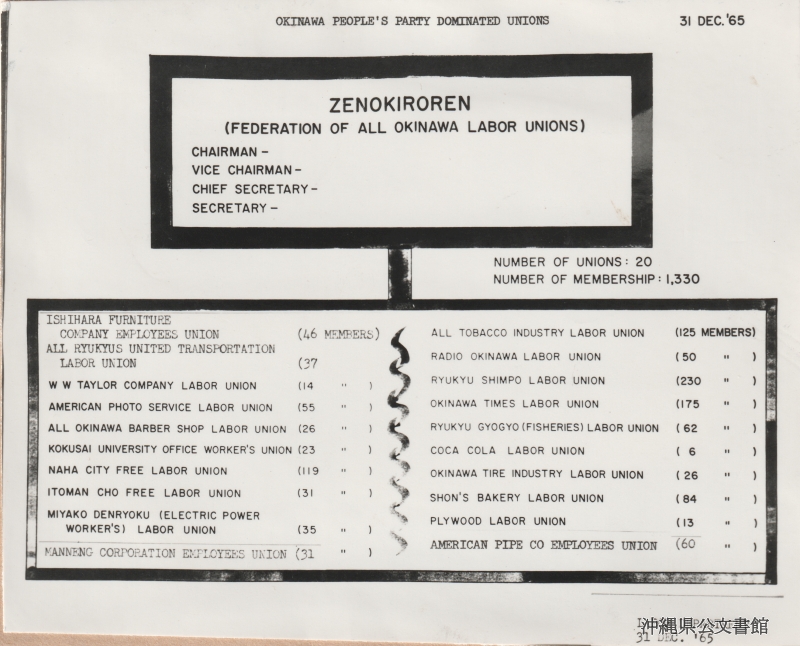 OKINAWA PEOPLE'S PARTY DOMINATED UNIONS
31 DEC.'65
ZENOKIROREN
(FEDERATION OF ALL OKINAWA LABOR UNIONS)
CHAIRMAN –
VICE CHAIRMAN –
CHIEF SECRETARY –
SECRETARY –
NUMBER OF UNIONS : 20
NUMBER OF MEMBERSHIP : 1,330
ISHIHARA FURNITURE
COMPANY EMPLOYEES UNION (46 MEMBERS)
ALL RYUKYUS UNITED TRANSPORTATION
LABOR UNION (37
W W TAYLOR COMPANY LABOR UNION (14 " )
AMERICAN PHOTO SERVICE LABOR UNION (55 " )
ALL OKINAWA BARBER SHOP LABOR UNION (26 " )
KOKUSAI UNIVERSITY OFFICE WORKER'S UNION (23 " )
NAHA CITY FREE LABOR UNION (119 " )
ITOMAN CHO FREE LABOR UNION (31 " )
MIYAKO DENRYOKU (ELECTRIC POWER
WORKER'S) LABOR UNION (35 " )
MANNENG CORPORATION EMPLOYEES UNION (31 " )
ALL TOBACCO INDUSTRY LABOR UNION (125 MEMBERS)
RADIO OKINAWA LABOR UNION (50 " )
RYUKYU SHIMPO LABOR UNION (230 " )
OKINAWA TIMES LABOR UNION (175 " )
RYUKYU GYOGYO (FISHERIES) LABOR UNION ( 62 " )
COCA COLA LABOR UNION ( 6 " )
OKINAWA TIRE INDUSTRY LABOR UNION ( 26 " )
SHON'S BAKERY LABOR UNION ( 84 " )
PLYWOOD LABOR UNION (13 " )
AMERICAN PIPE CO EMPLOYEES UNION (60 " )
沖縄県公文書館
31 DEC. '65